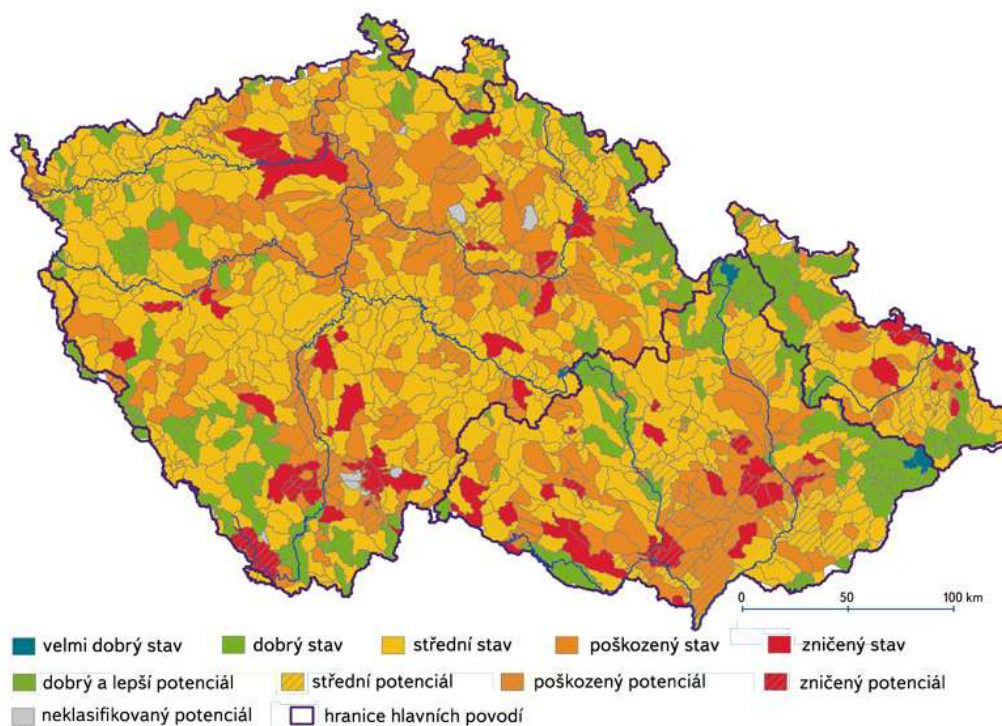 0 50 100 km
velmi dobrý stav dobrý stav střední stav poškozený stav zničený stav
dobrý a lepší potenciál střední potenciál poškozený potenciál zničený potenciál
neklasifikovaný potenciál hranice hlavních povodí